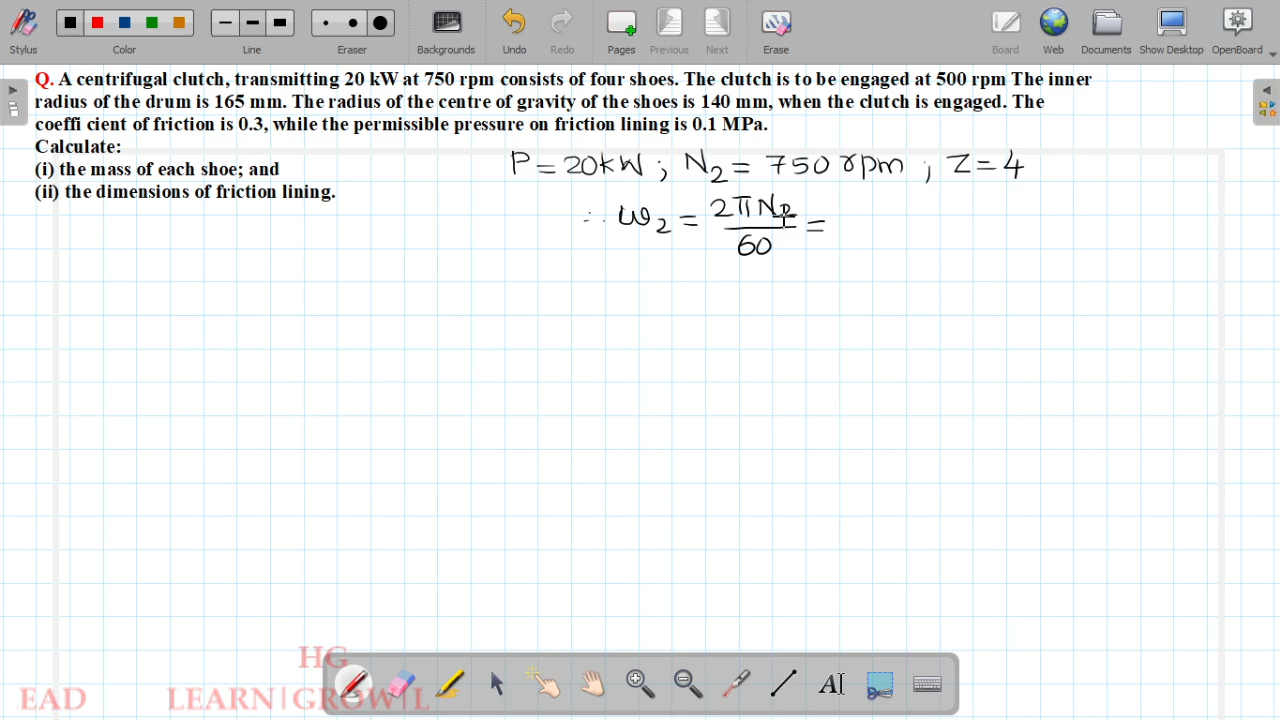 Stylus Color Line Eraser Backgrounds Undo Redo Pages Previous Next Erase Board Web Documents Show Desktop OpenBoard
Q. A centrifugal clutch, transmitting 20 kW at 750 rpm consists of four shoes. The clutch is to be engaged at 500 rpm The inner
radius of the drum is 165 mm. The radius of the centre of gravity of the shoes is 140 mm, when the clutch is engaged. The
coeffi cient of friction is 0.3, while the permissible pressure on friction lining is 0.1 MPa.
Calculate:
(i) the mass of each shoe; and
(ii) the dimensions of friction lining.
P = 20kW ; N2 = 750 rpm ; Z = 4
∴ ω2 = 2πN2/60 =
HG
EAD LEARN|GROW|L